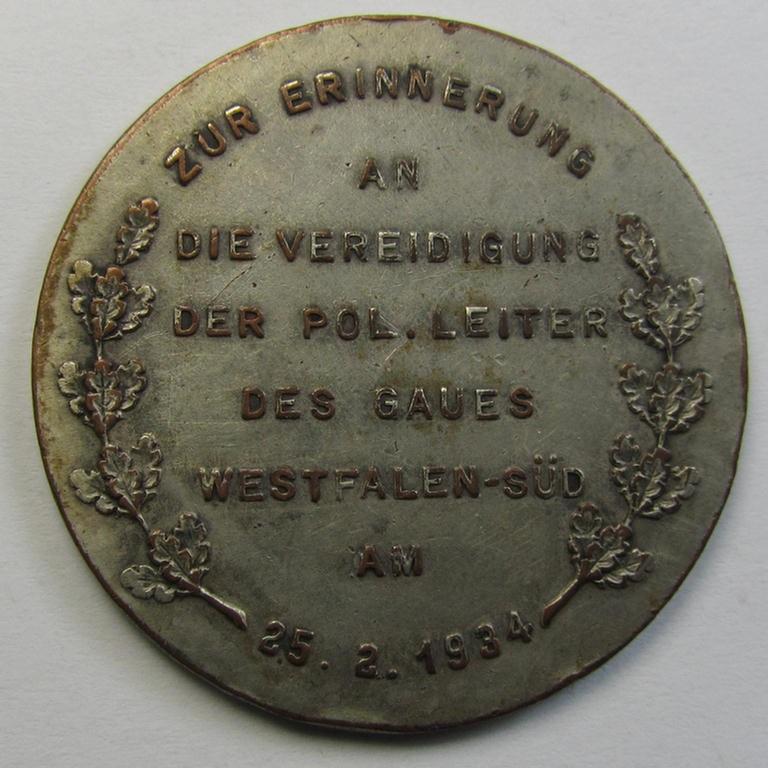 ZUR ERINNERUNG
AN
DIE VEREIDIGUNG
DER POL. LEITER
DES GAUES
WESTFALEN-SÜD
AM
25.2.1934